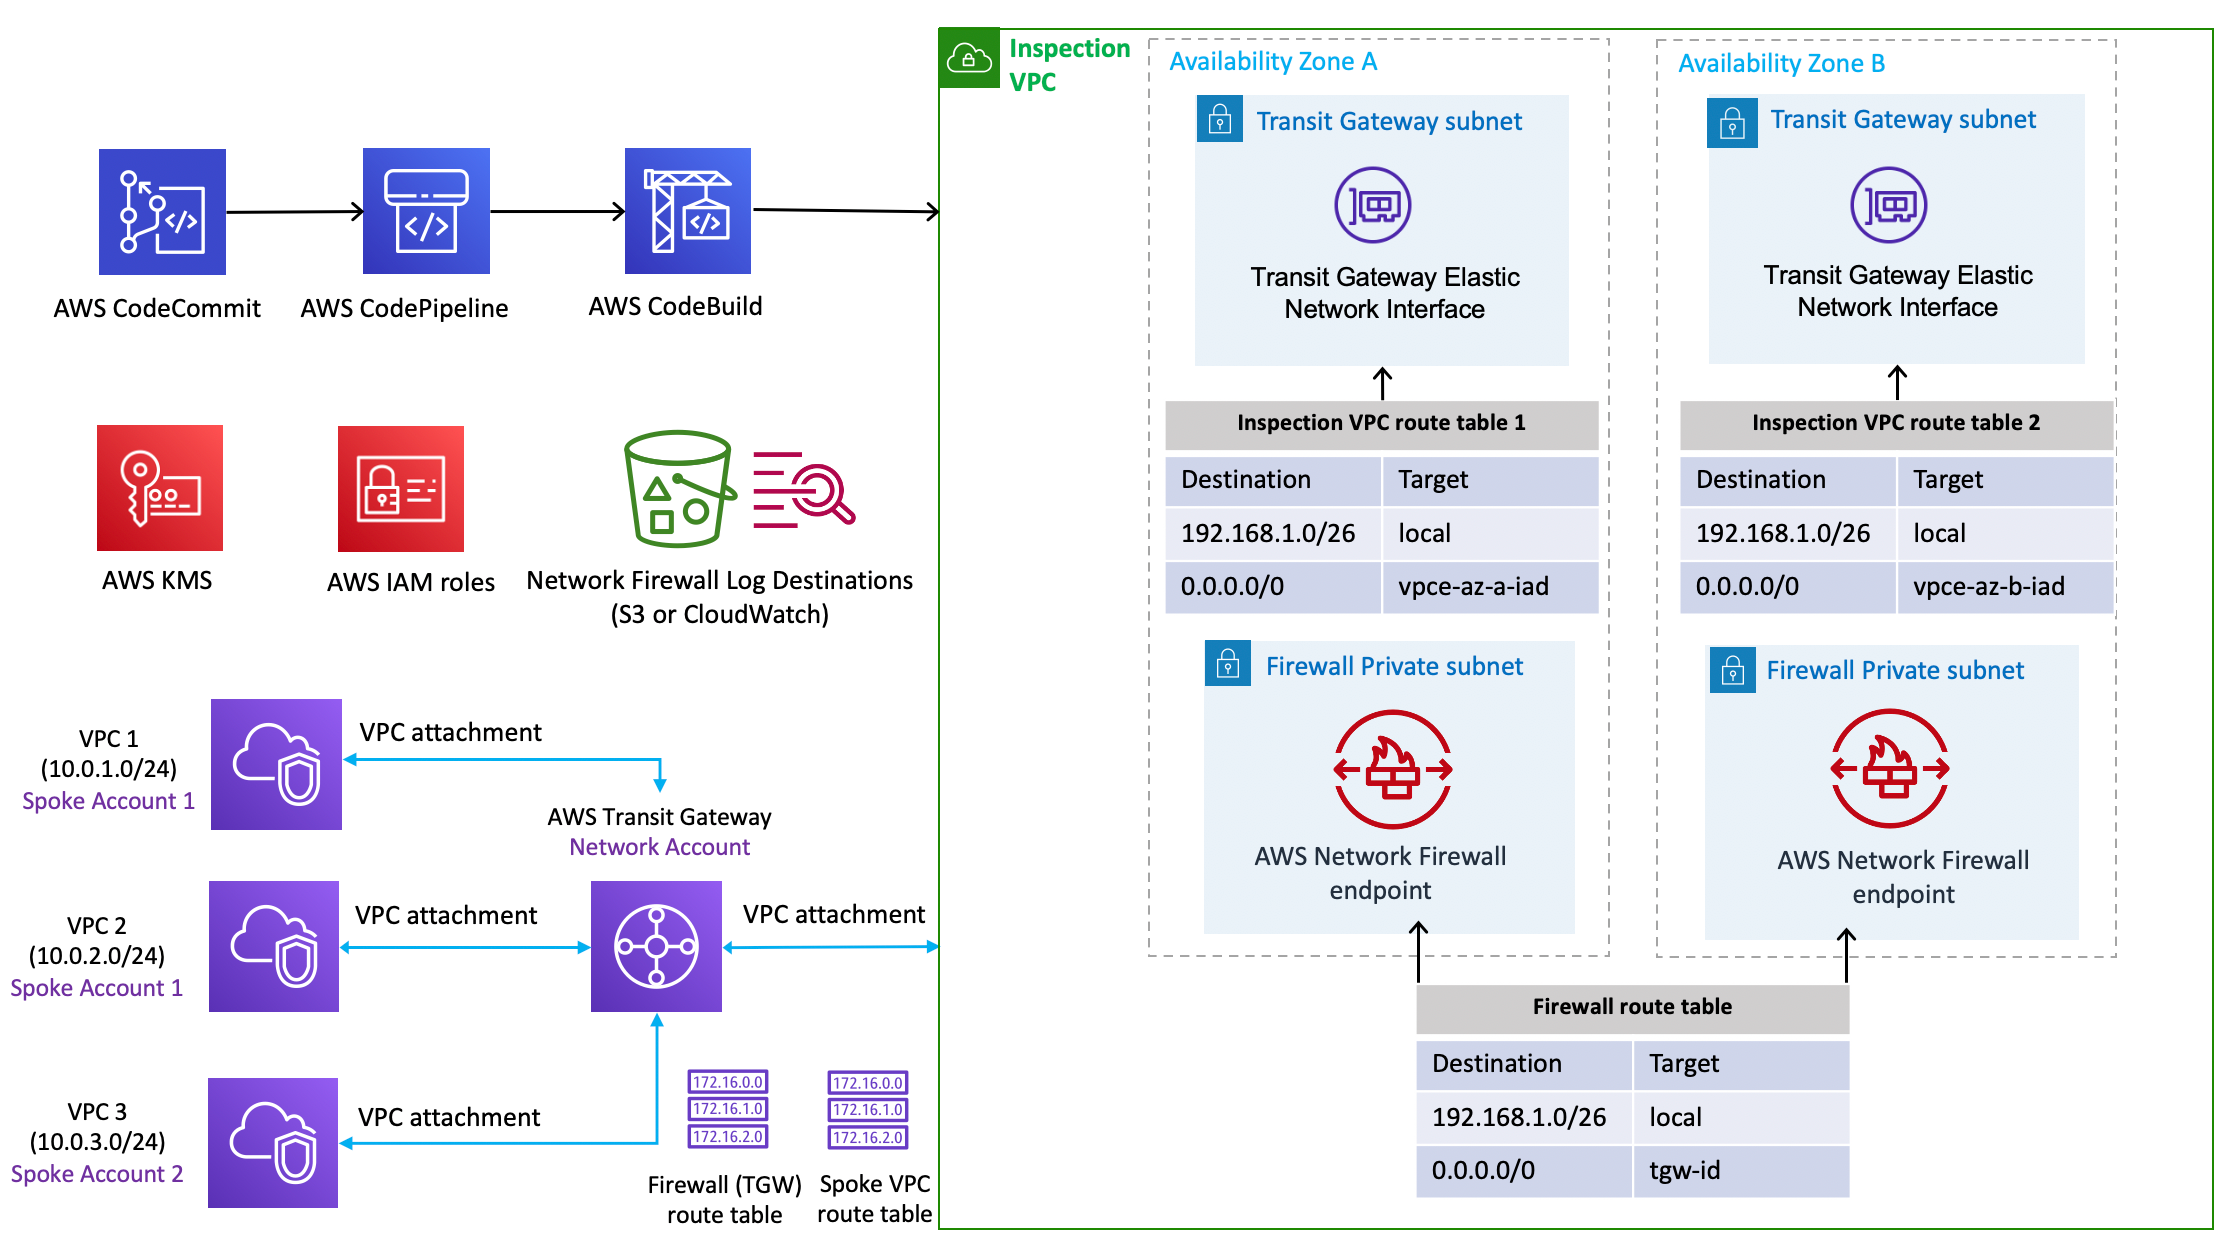 Inspection
VPC
Availability Zone A
Availability Zone B
Transit Gateway subnet
Transit Gateway subnet
Transit Gateway Elastic
Network Interface
Transit Gateway Elastic
Network Interface
AWS CodeCommit
AWS CodePipeline
AWS CodeBuild
Inspection VPC route table 1
Destination Target
192.168.1.0/26 local
0.0.0.0/0 vpce-az-a-iad
Inspection VPC route table 2
Destination Target
192.168.1.0/26 local
0.0.0.0/0 vpce-az-b-iad
AWS KMS
AWS IAM roles
Network Firewall Log Destinations
(S3 or CloudWatch)
Firewall Private subnet
AWS Network Firewall
endpoint
Firewall Private subnet
AWS Network Firewall
endpoint
VPC 1
(10.0.1.0/24)
Spoke Account 1
VPC attachment
AWS Transit Gateway
Network Account
VPC 2
(10.0.2.0/24)
Spoke Account 1
VPC attachment
VPC attachment
VPC 3
(10.0.3.0/24)
Spoke Account 2
VPC attachment
172.16.0.0
172.16.1.0
172.16.2.0
Firewall (TGW)
route table
172.16.0.0
172.16.1.0
172.16.2.0
Spoke VPC
route table
Firewall route table
Destination Target
192.168.1.0/26 local
0.0.0.0/0 tgw-id